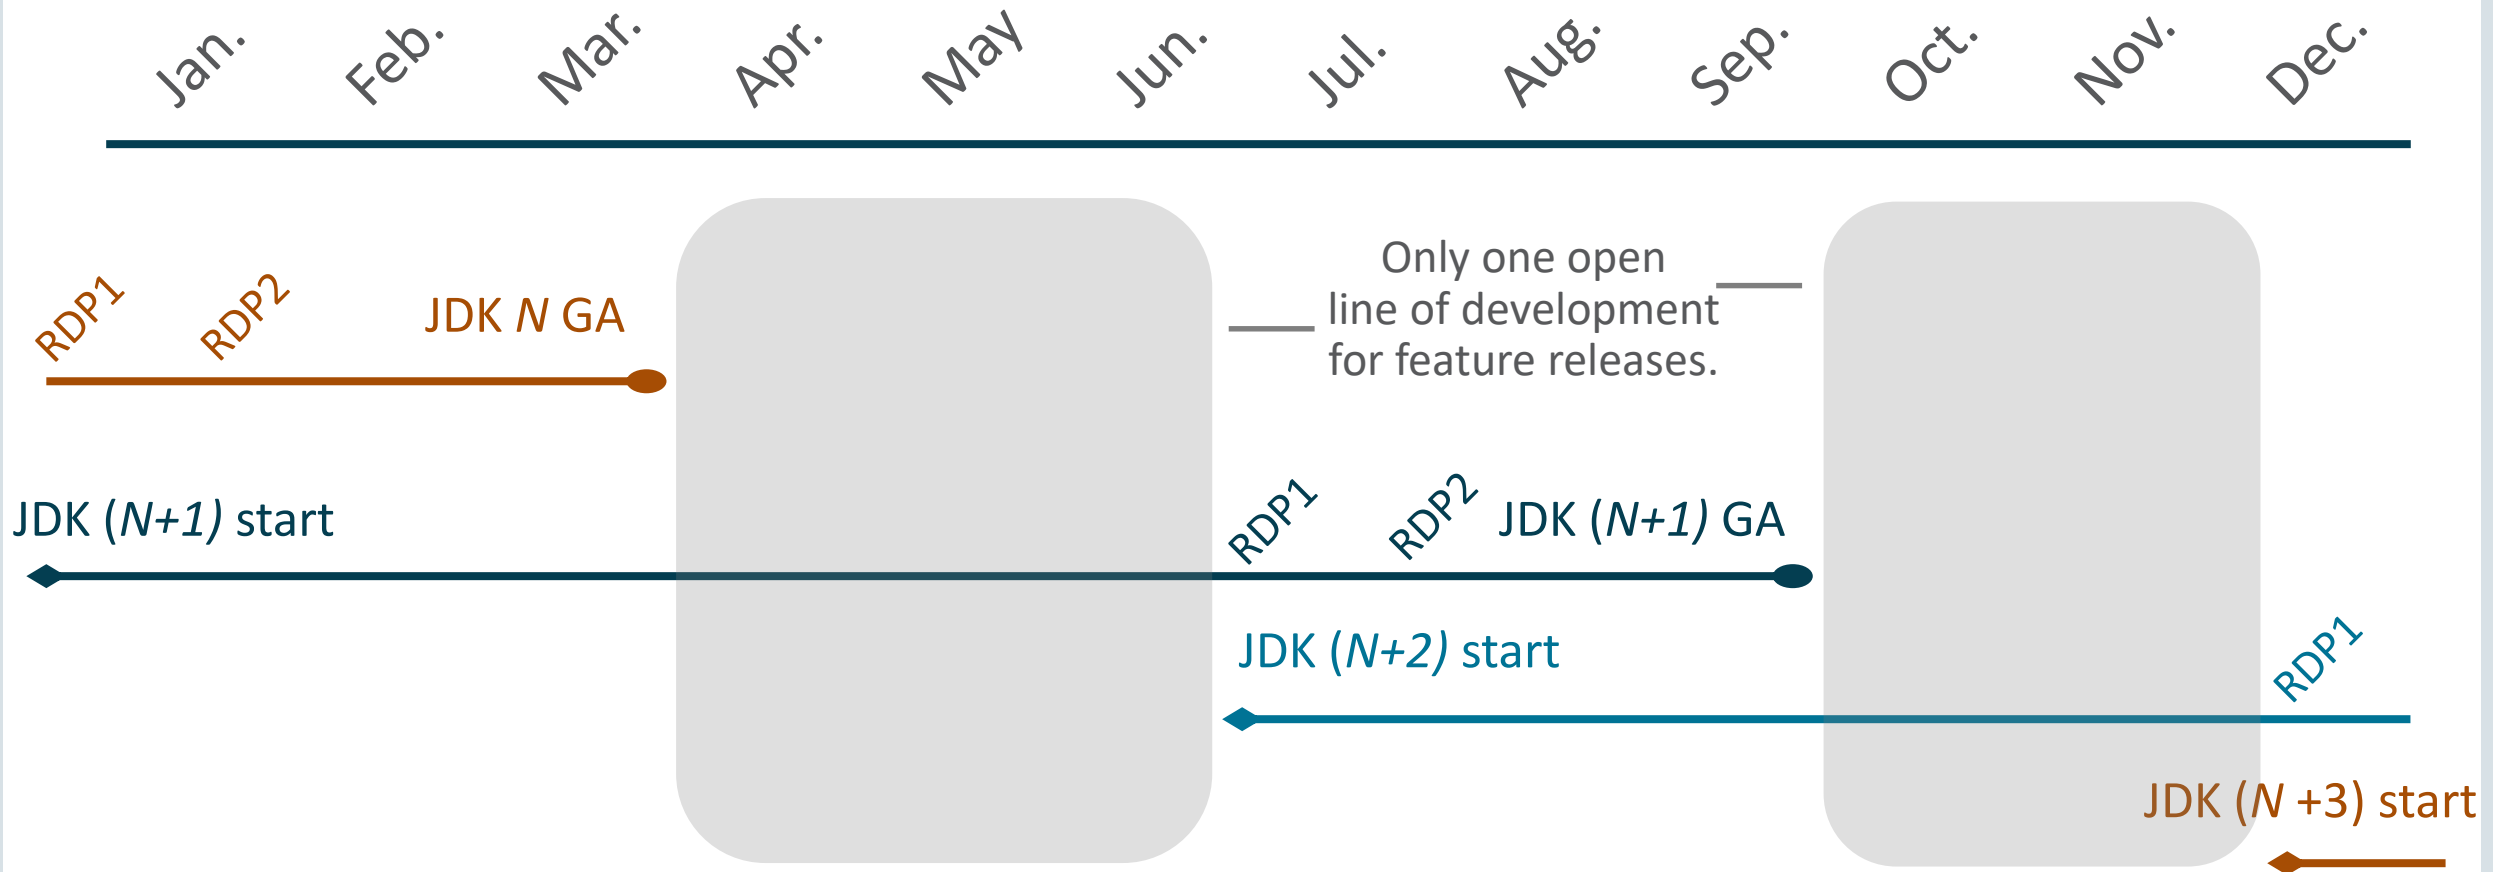 Jan.
Feb.
Mar.
Apr.
May
Jun.
Jul.
Aug.
Sep.
Oct.
Nov.
Dec.
Only one open
line of development
for feature releases.
RDP1
RDP2
JDK N GA
JDK (N+1) start
RDP1
RDP2
JDK (N+1) GA
JDK (N+2) start
RDP1
JDK (N +3) start